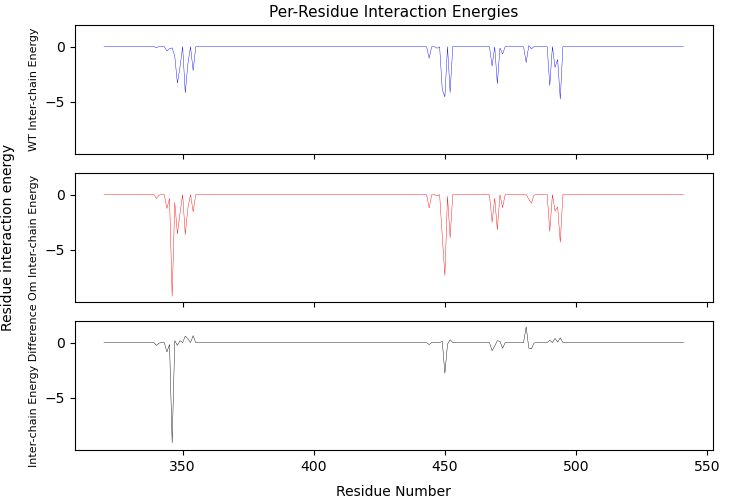 Per-Residue Interaction Energies
Residue interaction energy
WT Inter-chain Energy
0
−5
Om Inter-chain Energy
0
−5
Inter-chain Energy Difference
0
−5
350
400
450
500
550
Residue Number